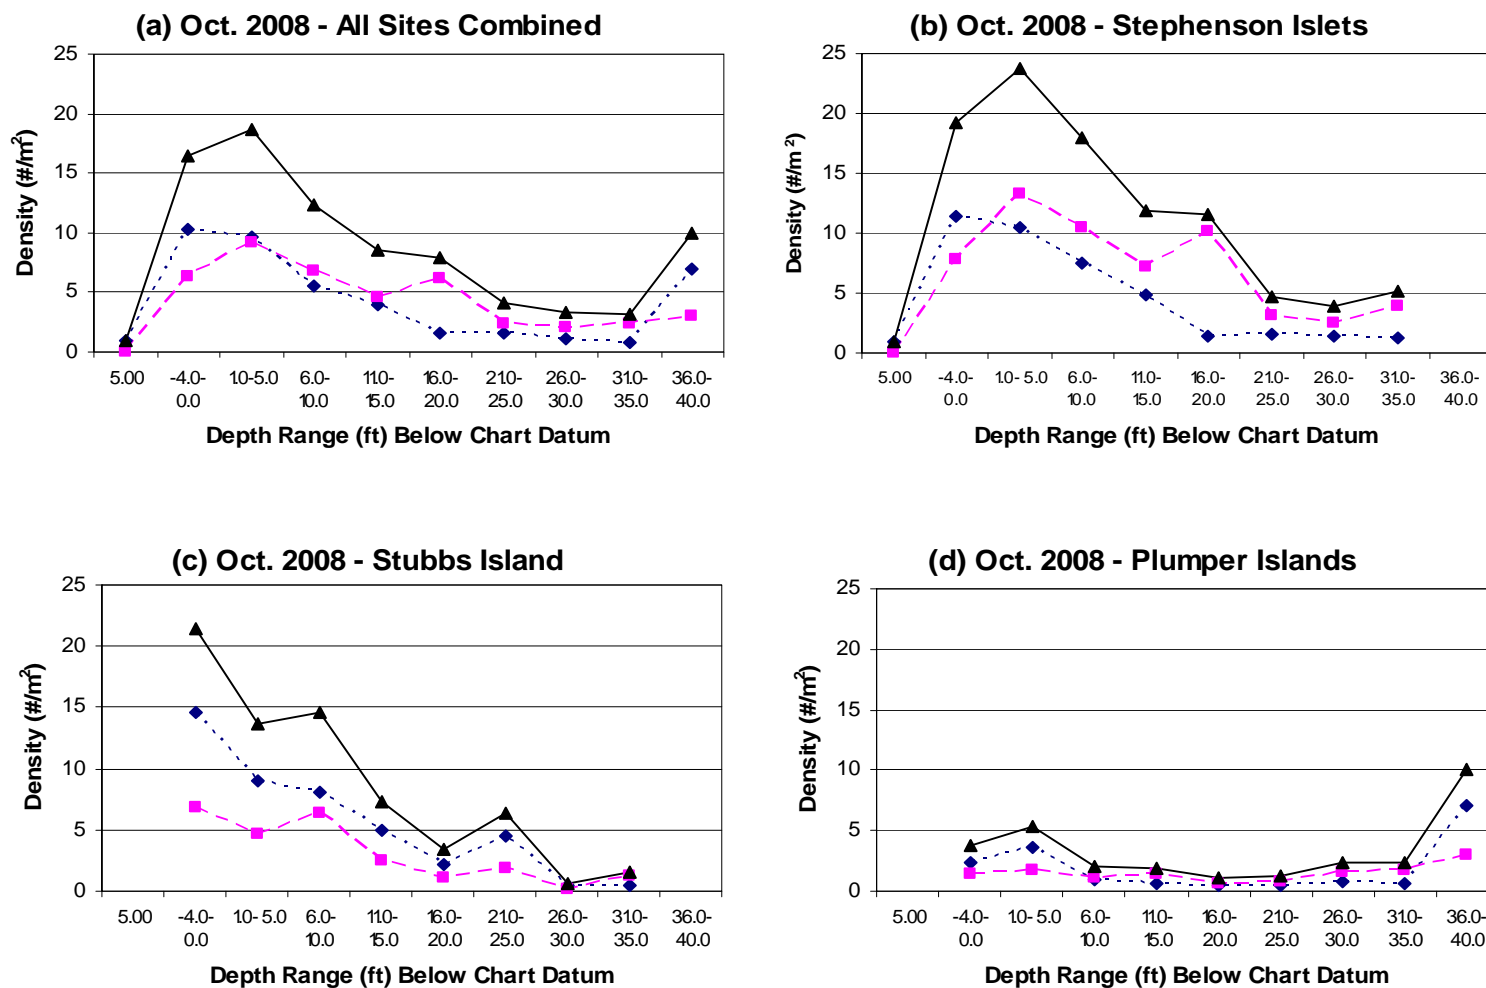 (a) Oct. 2008 - All Sites Combined
25
20
15
10
5
0
Density (#/m2)
5.00 -4.0- 1.0-5.0 6.0- 11.0- 16.0- 21.0- 26.0- 31.0- 36.0-
0.0 10.0 15.0 20.0 25.0 30.0 35.0 40.0
Depth Range (ft) Below Chart Datum
(b) Oct. 2008 - Stephenson Islets
25
20
15
10
5
0
Density (#/m2)
5.00 -4.0- 1.0- 5.0 6.0- 11.0- 16.0- 21.0- 26.0- 31.0- 36.0-
0.0 10.0 15.0 20.0 25.0 30.0 35.0 40.0
Depth Range (ft) Below Chart Datum
(c) Oct. 2008 - Stubbs Island
25
20
15
10
5
0
Density (#/m2)
5.00 -4.0- 1.0- 5.0 6.0- 11.0- 16.0- 21.0- 26.0- 31.0- 36.0-
0.0 10.0 15.0 20.0 25.0 30.0 35.0 40.0
Depth Range (ft) Below Chart Datum
(d) Oct. 2008 - Plumper Islands
25
20
15
10
5
0
Density (#/m2)
5.00 -4.0- 1.0- 5.0 6.0- 11.0- 16.0- 21.0- 26.0- 31.0- 36.0-
0.0 10.0 15.0 20.0 25.0 30.0 35.0 40.0
Depth Range (ft) Below Chart Datum